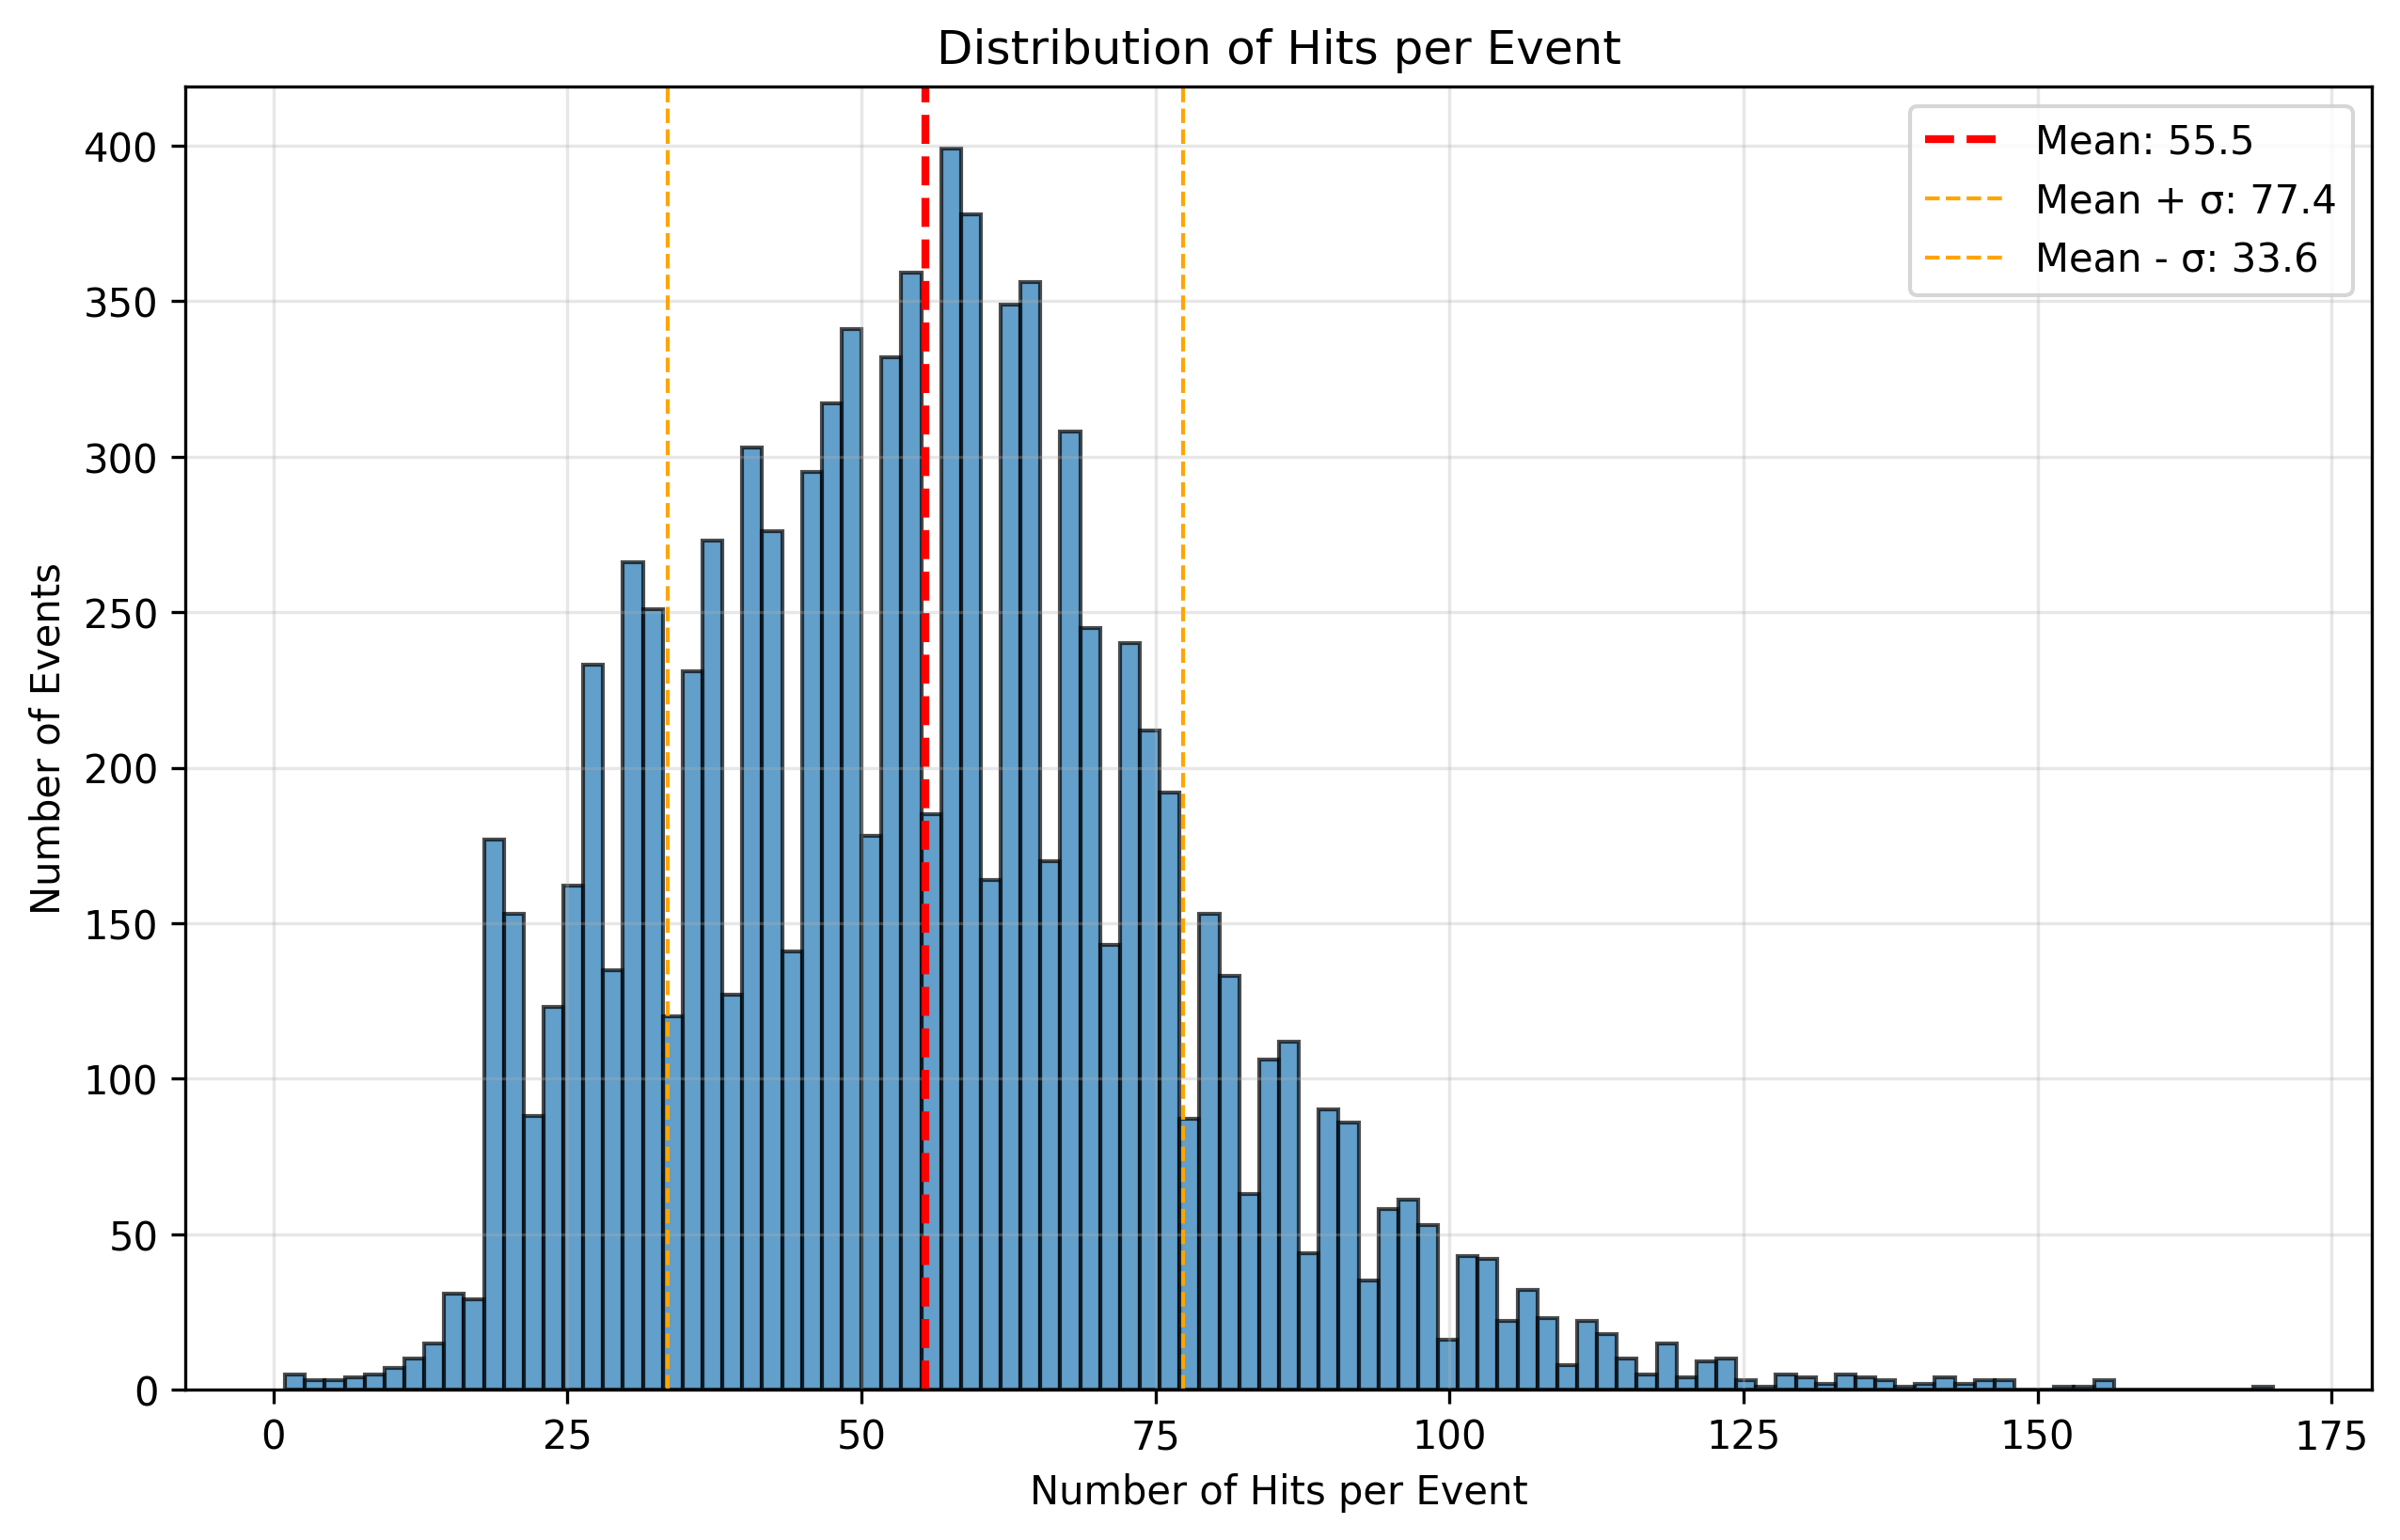 Distribution of Hits per Event
Mean: 55.5
Mean + σ: 77.4
Mean - σ: 33.6
Number of Events
400
350
300
250
200
150
100
50
0
0 25 50 75 100 125 150 175
Number of Hits per Event